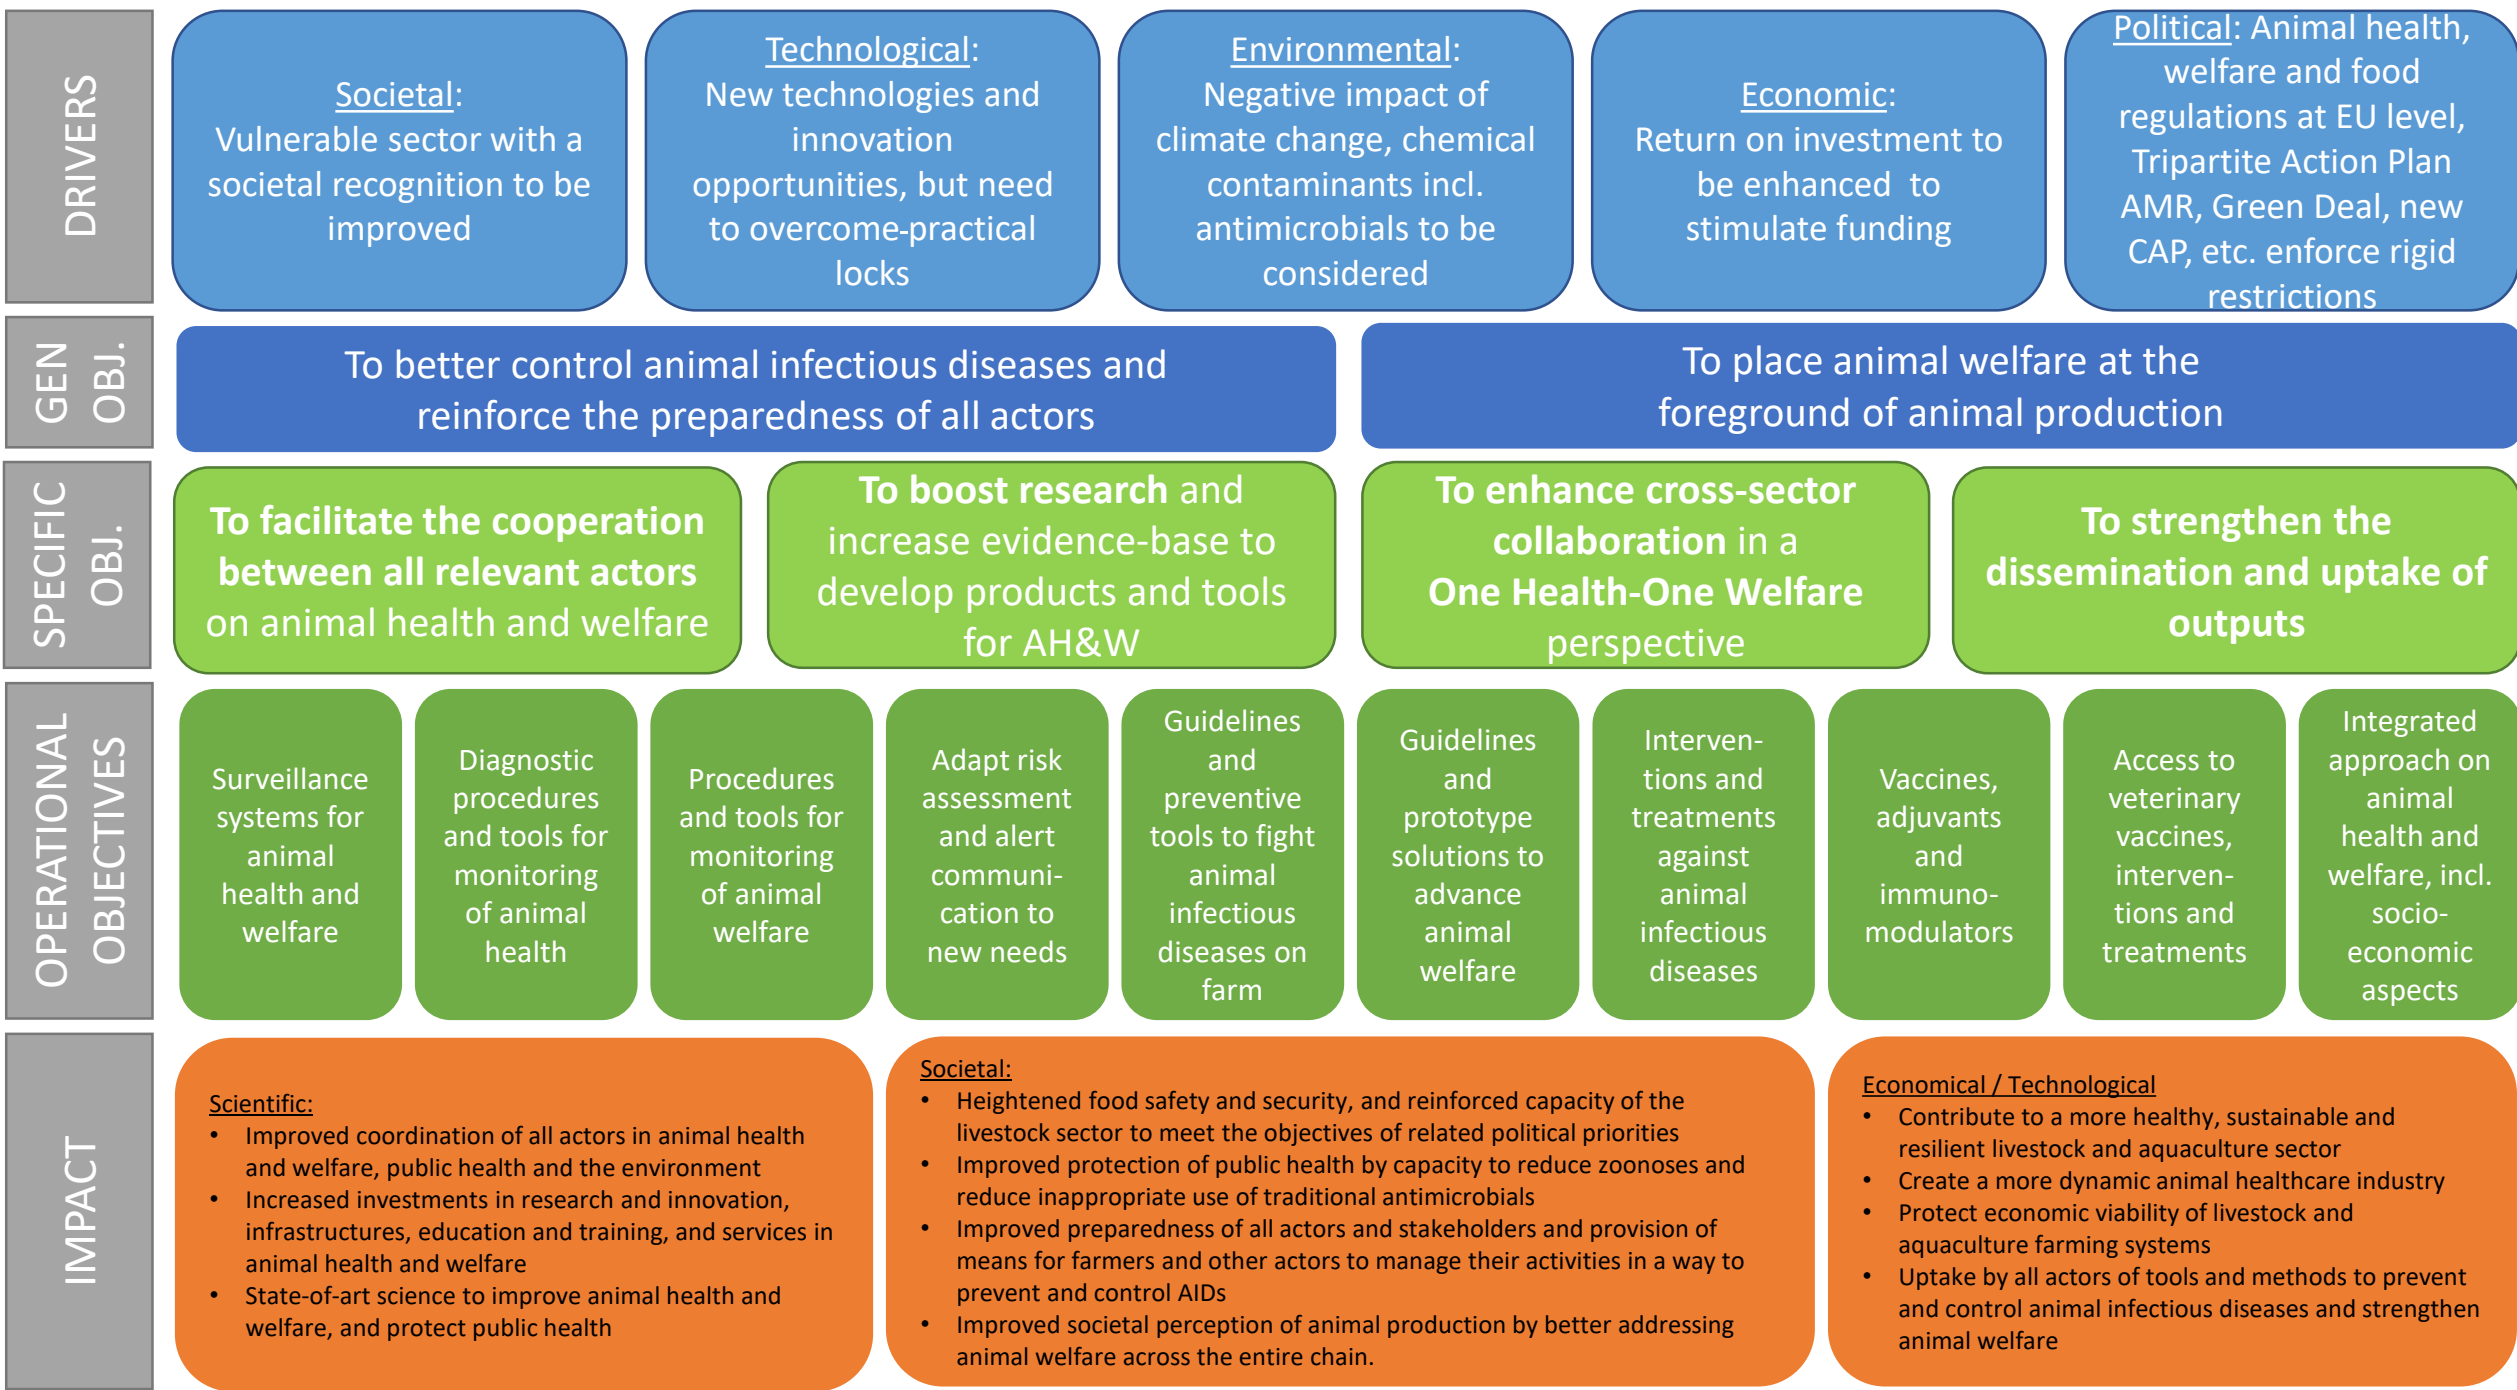 DRIVERS
Societal:
Vulnerable sector with a
societal recognition to be
improved
Technological:
New technologies and
innovation
opportunities, but need
to overcome-practical
locks
Environmental:
Negative impact of
climate change, chemical
contaminants incl.
antimicrobials to be
considered
Economic:
Return on investment to
be enhanced to
stimulate funding
Political: Animal health,
welfare and food
regulations at EU level,
Tripartite Action Plan
AMR, Green Deal, new
CAP, etc. enforce rigid
restrictions
GEN
OBJ.
To better control animal infectious diseases and
reinforce the preparedness of all actors
To place animal welfare at the
foreground of animal production
SPECIFIC
OBJ.
To facilitate the cooperation
between all relevant actors
on animal health and welfare
To boost research and
increase evidence-base to
develop products and tools
for AH&W
To enhance cross-sector
collaboration in a
One Health-One Welfare
perspective
To strengthen the
dissemination and uptake of
outputs
OPERATIONAL
OBJECTIVES
Surveillance
systems for
animal
health and
welfare
Diagnostic
procedures
and tools for
monitoring
of animal
health
Procedures
and tools for
monitoring
of animal
welfare
Adapt risk
assessment
and alert
communi-
cation to
new needs
Guidelines
and
preventive
tools to fight
animal
infectious
diseases on
farm
Guidelines
and
prototype
solutions to
advance
animal
welfare
Interven-
tions and
treatments
against
animal
infectious
diseases
Vaccines,
adjuvants
and
immuno-
modulators
Access to
veterinary
vaccines,
interven-
tions and
treatments
Integrated
approach on
animal
health and
welfare, incl.
socio-
economic
aspects
IMPACT
Scientific:
• Improved coordination of all actors in animal health
and welfare, public health and the environment
• Increased investments in research and innovation,
infrastructures, education and training, and services in
animal health and welfare
• State-of-art science to improve animal health and
welfare, and protect public health
Societal:
• Heightened food safety and security, and reinforced capacity of the
livestock sector to meet the objectives of related political priorities
• Improved protection of public health by capacity to reduce zoonoses and
reduce inappropriate use of traditional antimicrobials
• Improved preparedness of all actors and stakeholders and provision of
means for farmers and other actors to manage their activities in a way to
prevent and control AIDs
• Improved societal perception of animal production by better addressing
animal welfare across the entire chain.
Economical / Technological
• Contribute to a more healthy, sustainable and
resilient livestock and aquaculture sector
• Create a more dynamic animal healthcare industry
• Protect economic viability of livestock and
aquaculture farming systems
• Uptake by all actors of tools and methods to prevent
and control animal infectious diseases and strengthen
animal welfare